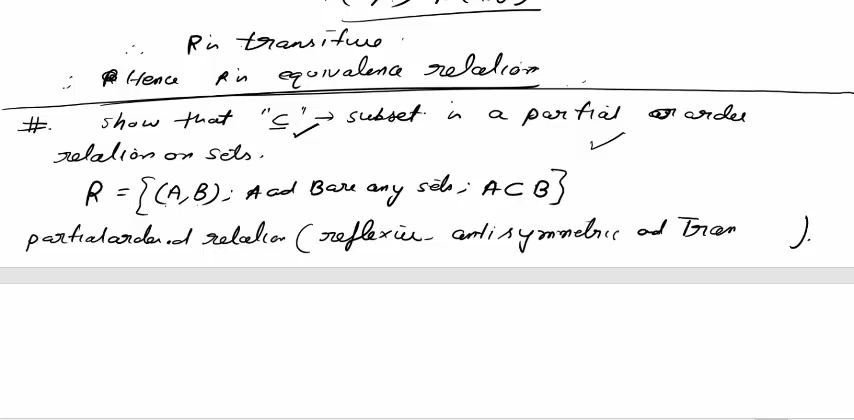 ∴ R is transitive.
∴ Hence R is equivalence relation
#. show that "⊆" → subset is a partial order
relation on sets.
R = {(A,B); A and B are any sets; A ⊂ B}
partial ordered relation (reflexive antisymmetric and Tran ).